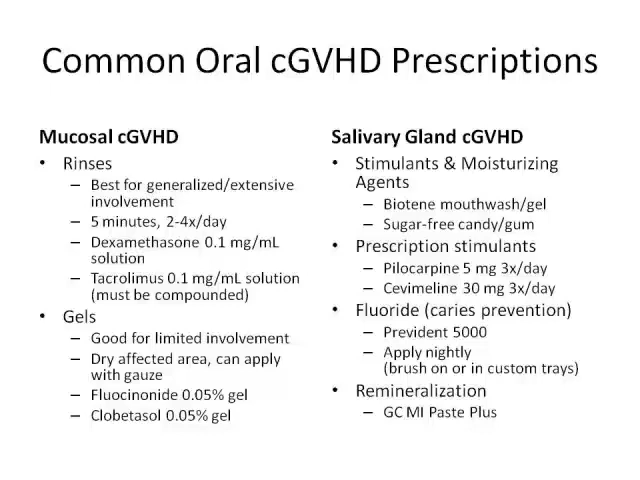 Common Oral cGVHD Prescriptions
Mucosal cGVHD
• Rinses
– Best for generalized/extensive
involvement
– 5 minutes, 2-4x/day
– Dexamethasone 0.1 mg/mL
solution
– Tacrolimus 0.1 mg/mL solution
(must be compounded)
• Gels
– Good for limited involvement
– Dry affected area, can apply
with gauze
– Fluocinonide 0.05% gel
– Clobetasol 0.05% gel
Salivary Gland cGVHD
• Stimulants & Moisturizing
Agents
– Biotene mouthwash/gel
– Sugar-free candy/gum
• Prescription stimulants
– Pilocarpine 5 mg 3x/day
– Cevimeline 30 mg 3x/day
• Fluoride (caries prevention)
– Prevident 5000
– Apply nightly
(brush on or in custom trays)
• Remineralization
– GC MI Paste Plus